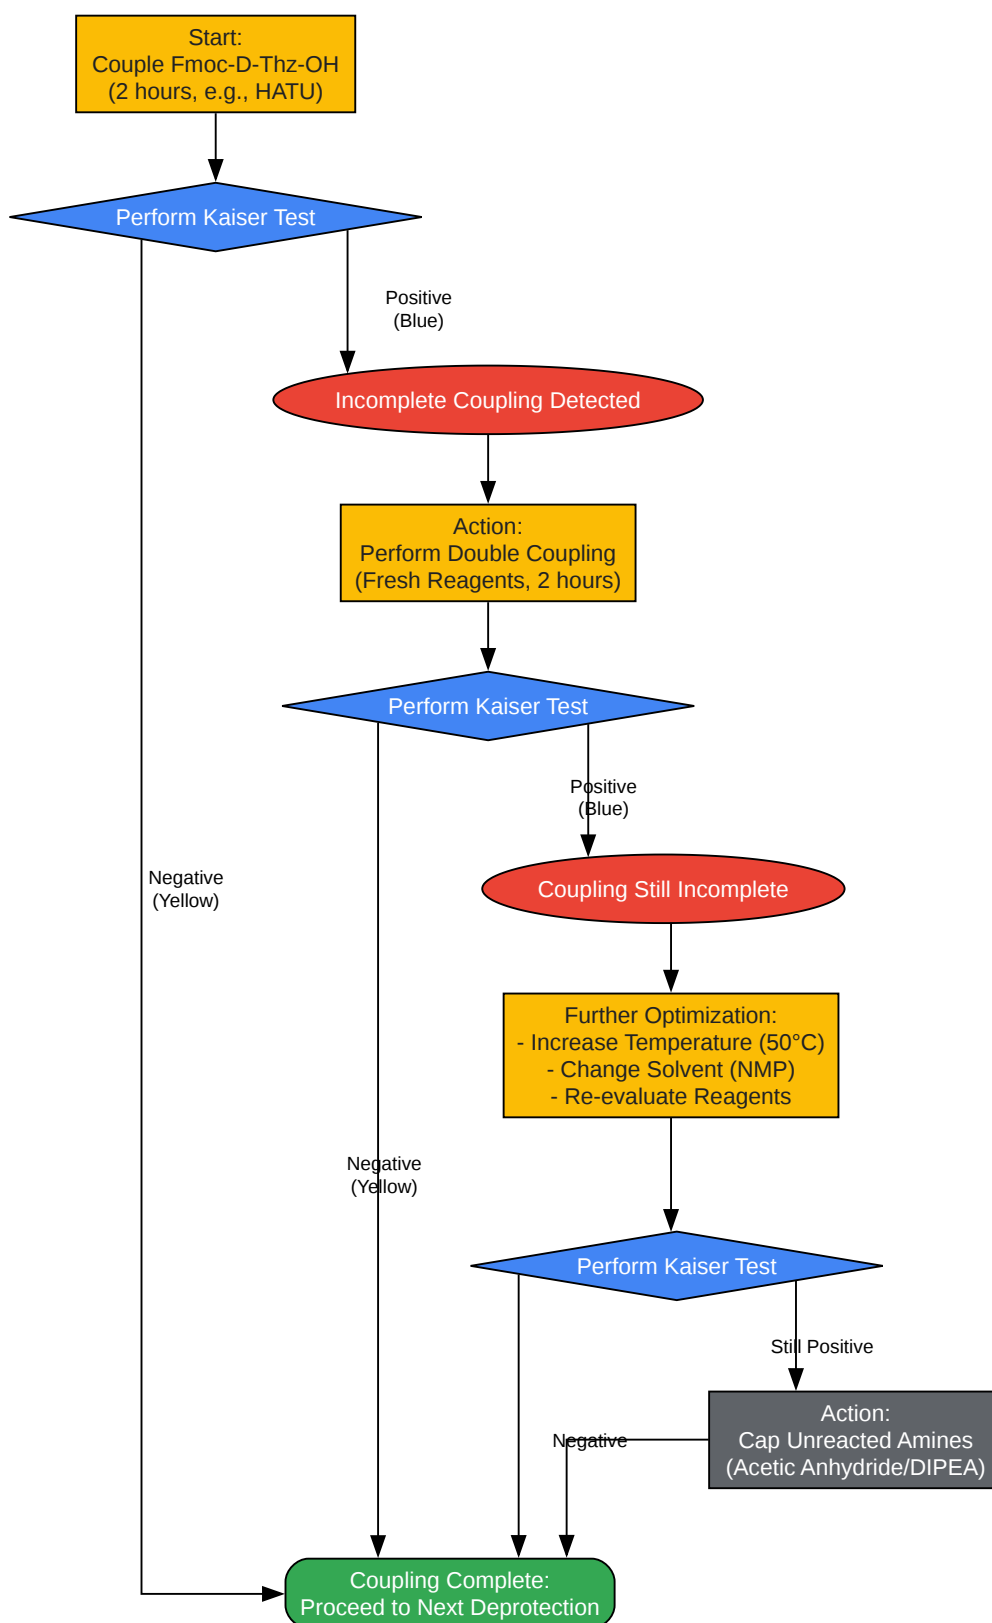 Start:
Couple Fmoc-D-Thz-OH
(2 hours, e.g., HATU)
Perform Kaiser Test
Positive
(Blue)
Incomplete Coupling Detected
Action:
Perform Double Coupling
(Fresh Reagents, 2 hours)
Perform Kaiser Test
Positive
(Blue)
Negative
(Yellow)
Coupling Still Incomplete
Further Optimization:
- Increase Temperature (50°C)
- Change Solvent (NMP)
- Re-evaluate Reagents
Negative
(Yellow)
Perform Kaiser Test
Still Positive
Action:
Cap Unreacted Amines
(Acetic Anhydride/DIPEA)
Negative
Coupling Complete:
Proceed to Next Deprotection